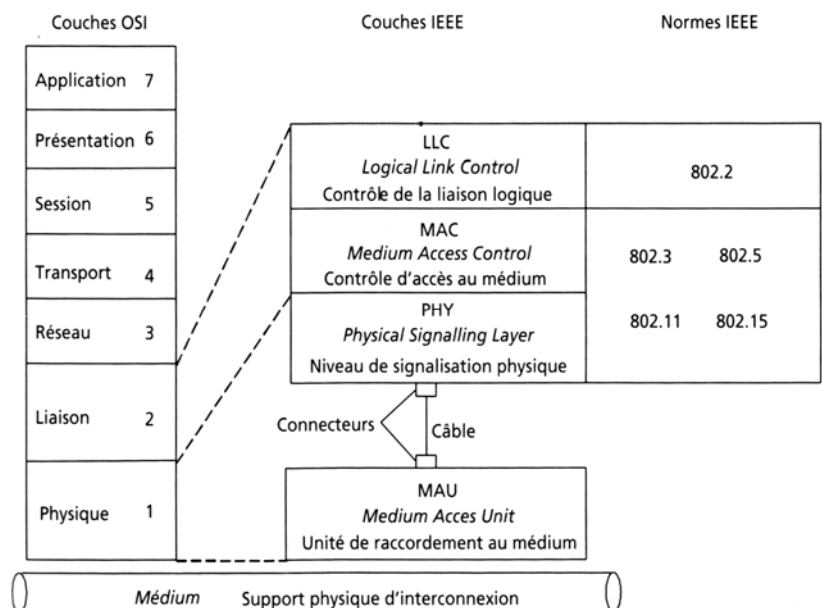 Couches OSI
Couches IEEE
Normes IEEE
Application 7
Présentation 6
Session 5
Transport 4
Réseau 3
Liaison 2
Physique 1
LLC
Logical Link Control
Contrôle de la liaison logique
802.2
MAC
Medium Access Control
Contrôle d'accès au médium
802.3 802.5
PHY
Physical Signalling Layer
Niveau de signalisation physique
802.11 802.15
Connecteurs
Câble
MAU
Medium Acces Unit
Unité de raccordement au médium
Médium Support physique d'interconnexion